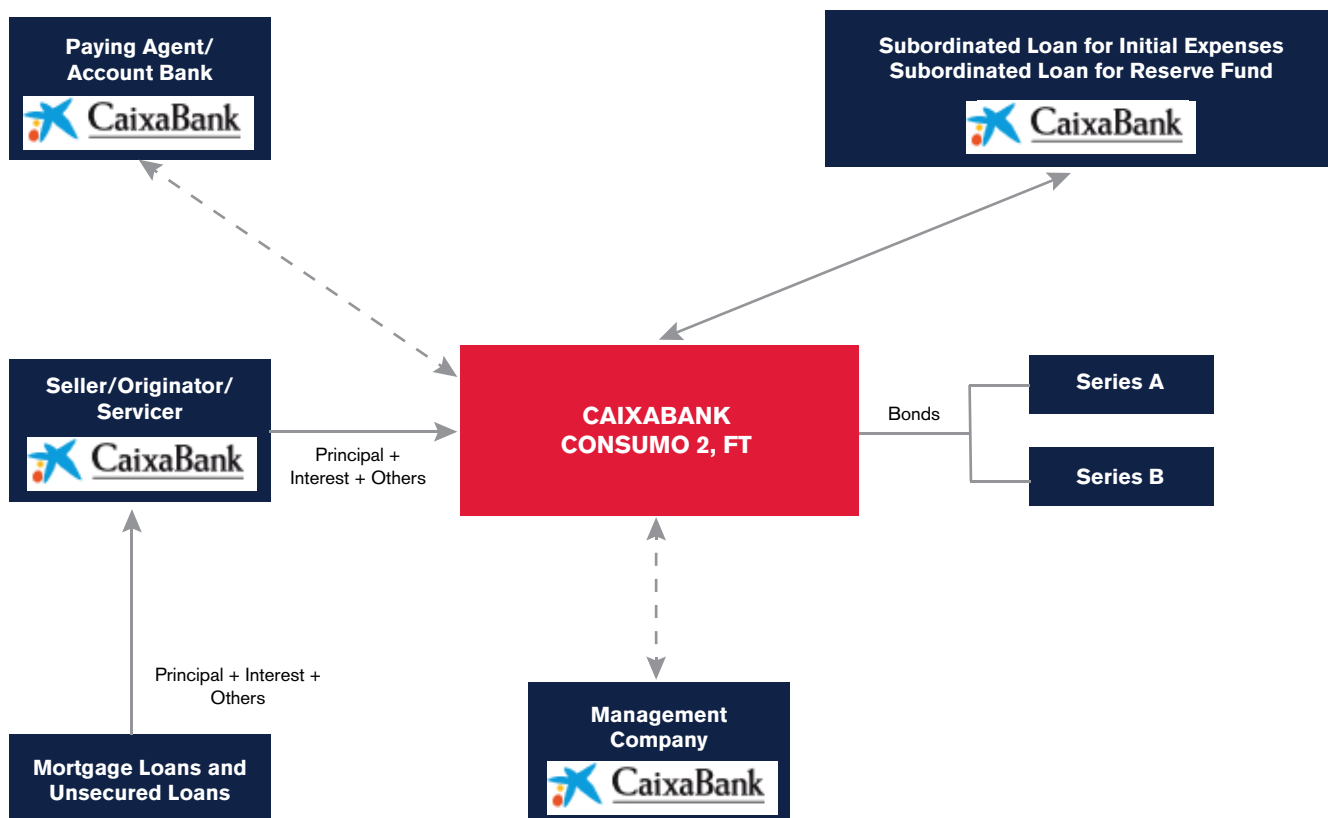 Paying Agent/
Account Bank
CaixaBank
Subordinated Loan for Initial Expenses
Subordinated Loan for Reserve Fund
CaixaBank
Seller/Originator/
Servicer
CaixaBank
Principal +
Interest + Others
CAIXABANK
CONSUMO 2, FT
Bonds
Series A
Series B
Principal + Interest +
Others
Mortgage Loans and
Unsecured Loans
Management
Company
CaixaBank